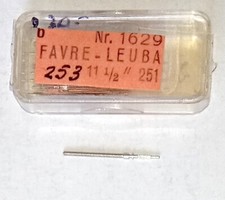 D Nr. 1629
FAVRE-LEUBA
253 11 1/2 ‴ 251